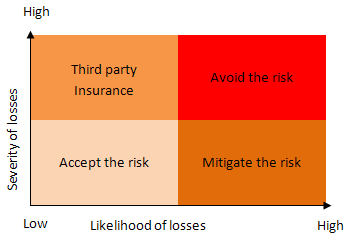 High
Third party
Insurance
Avoid the risk
Severity of losses
Accept the risk
Mitigate the risk
Low
Likelihood of losses
High